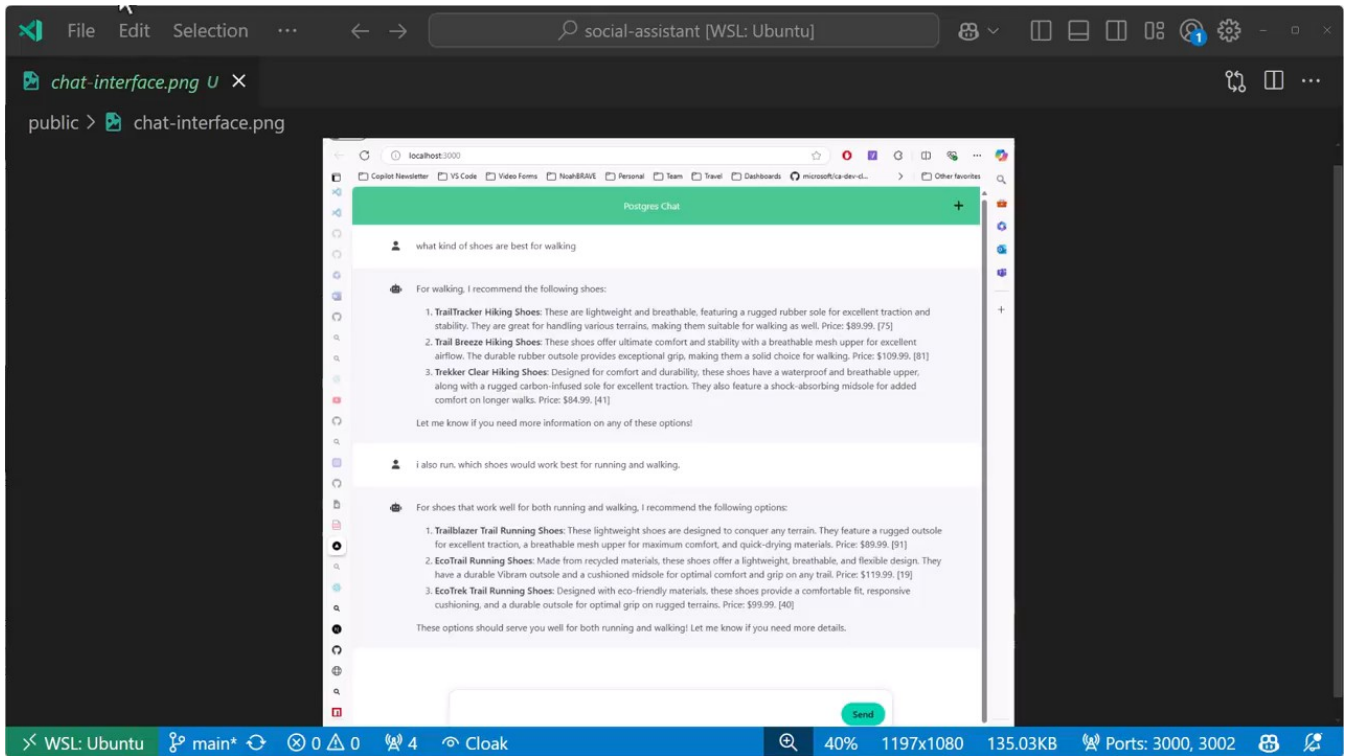 File Edit Selection ··· social-assistant [WSL: Ubuntu]
1
chat-interface.png U
public > chat-interface.png
localhost:3000
Copilot Newsletter VS Code Video Forms NoahBRAVE Personal Team Travel Dashboards microsoft/ca-dev-cl... Other favorites
Postgres Chat
what kind of shoes are best for walking
For walking, I recommend the following shoes:
1. TrailTracker Hiking Shoes: These are lightweight and breathable, featuring a rugged rubber sole for excellent traction and
stability. They are great for handling various terrains, making them suitable for walking as well. Price: $89.99. [75]
2. Trail Breeze Hiking Shoes: These shoes offer ultimate comfort and stability with a breathable mesh upper for excellent
airflow. The durable rubber outsole provides exceptional grip, making them a solid choice for walking. Price: $109.99. [81]
3. Trekker Clear Hiking Shoes: Designed for comfort and durability, these shoes have a waterproof and breathable upper,
along with a rugged carbon-infused sole for excellent traction. They also feature a shock-absorbing midsole for added
comfort on longer walks. Price: $84.99. [41]
Let me know if you need more information on any of these options!
i also run. which shoes would work best for running and walking.
For shoes that work well for both running and walking, I recommend the following options:
1. Trailblazer Trail Running Shoes: These lightweight shoes are designed to conquer any terrain. They feature a rugged outsole
for excellent traction, a breathable mesh upper for maximum comfort, and quick-drying materials. Price: $89.99. [91]
2. EcoTrail Running Shoes: Made from recycled materials, these shoes offer a lightweight, breathable, and flexible design. They
have a durable Vibram outsole and a cushioned midsole for optimal comfort and grip on any trail. Price: $119.99. [19]
3. EcoTrek Trail Running Shoes: Designed with eco-friendly materials, these shoes provide a comfortable fit, responsive
cushioning, and a durable outsole for optimal grip on rugged terrains. Price: $99.99. [40]
These options should serve you well for both running and walking! Let me know if you need more details.
Send
WSL: Ubuntu main* 0 0 4 Cloak 40% 1197x1080 135.03KB Ports: 3000, 3002